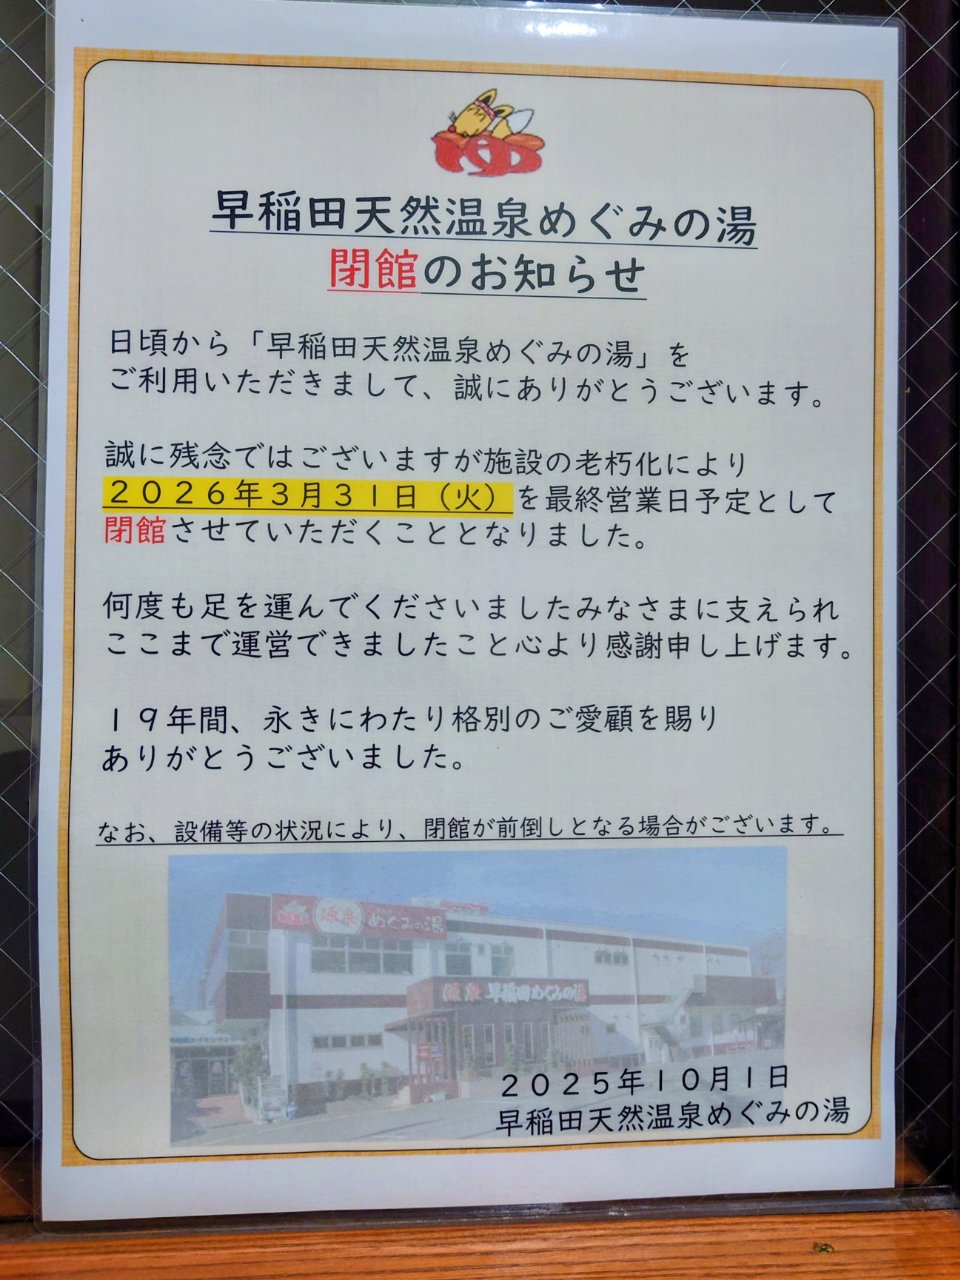 早稲田天然温泉めぐみの湯
閉館のお知らせ
日頃から「早稲田天然温泉めぐみの湯」を
ご利用いただきまして、誠にありがとうございます。
誠に残念ではございますが施設の老朽化により
２０２６年３月３１日（火）を最終営業日予定として
閉館させていただくこととなりました。
何度も足を運んでくださいましたみなさまに支えられ
ここまで運営できましたこと心より感謝申し上げます。
１９年間、永きにわたり格別のご愛顧を賜り
ありがとうございました。
なお、設備等の状況により、閉館が前倒しとなる場合がございます。
源泉 めぐみの湯
源泉 早稲田めぐみの湯
２０２５年１０月１日
早稲田天然温泉めぐみの湯